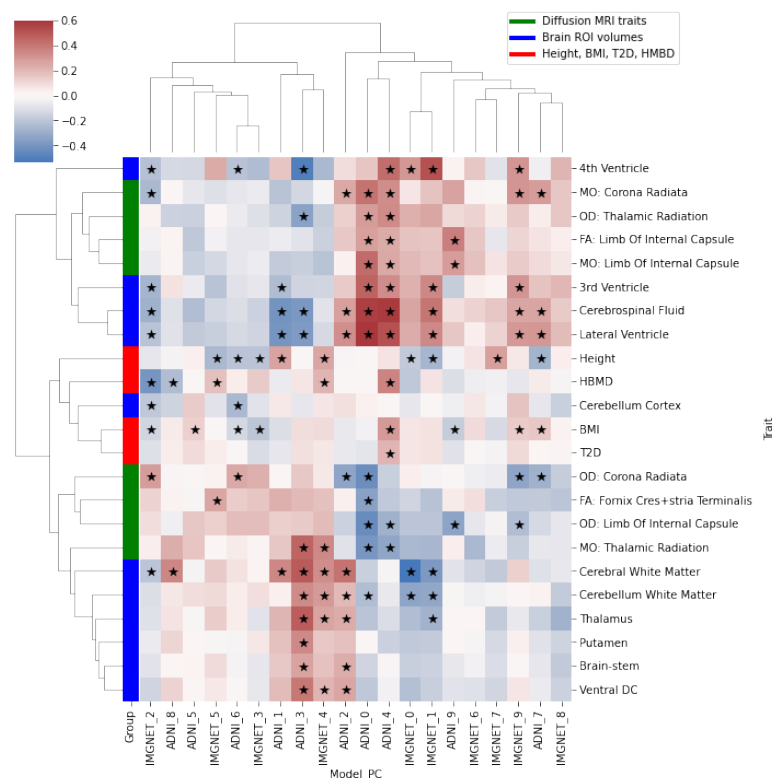 0.6
0.4
0.2
0.0
−0.2
−0.4
Diffusion MRI traits
Brain ROI volumes
Height, BMI, T2D, HMBD
4th Ventricle
MO: Corona Radiata
OD: Thalamic Radiation
FA: Limb Of Internal Capsule
MO: Limb Of Internal Capsule
3rd Ventricle
Cerebrospinal Fluid
Lateral Ventricle
Height
HBMD
Cerebellum Cortex
BMI
T2D
OD: Corona Radiata
FA: Fornix Cres+stria Terminalis
OD: Limb Of Internal Capsule
MO: Thalamic Radiation
Cerebral White Matter
Cerebellum White Matter
Thalamus
Putamen
Brain-stem
Ventral DC
Trait
Group
IMGNET_2
ADNI_8
ADNI_5
IMGNET_5
ADNI_6
IMGNET_3
ADNI_1
ADNI_3
IMGNET_4
ADNI_2
ADNI_0
ADNI_4
IMGNET_0
IMGNET_1
ADNI_9
IMGNET_6
IMGNET_7
IMGNET_9
ADNI_7
IMGNET_8
Model_PC